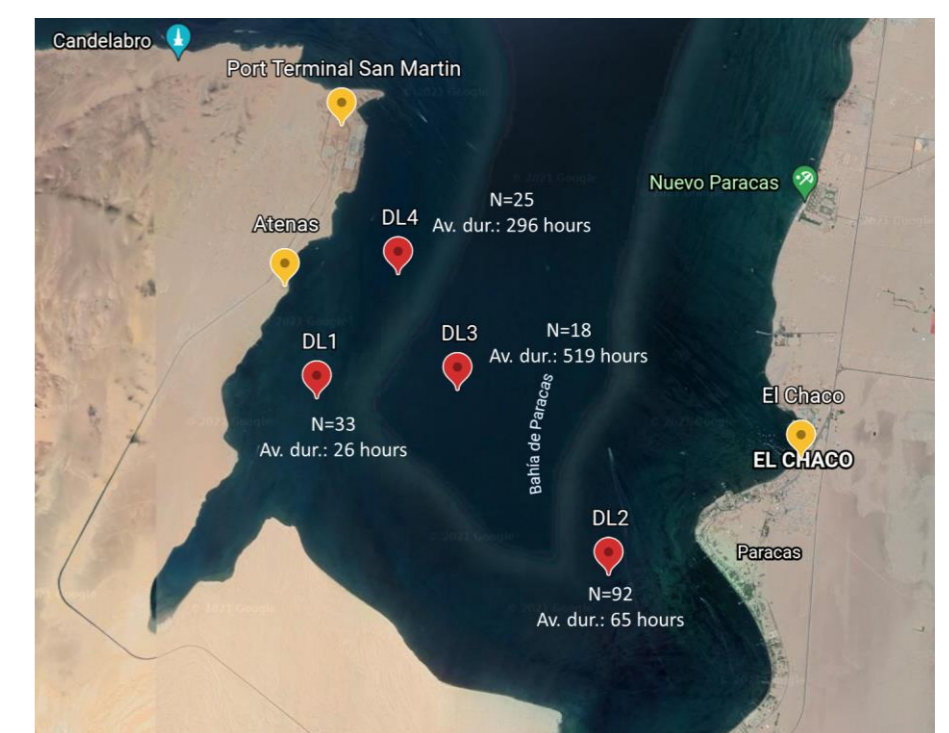 Candelabro
Port Terminal San Martin
© 2021 Google
Nuevo Paracas
N=25
Av. dur.: 296 hours
DL4
Atenas
N=18
Av. dur.: 519 hours
DL1
DL3
El Chaco
N=33
Av. dur.: 26 hours
Bahía de Paracas
EL CHACO
DL2
Paracas
N=92
Av. dur.: 65 hours